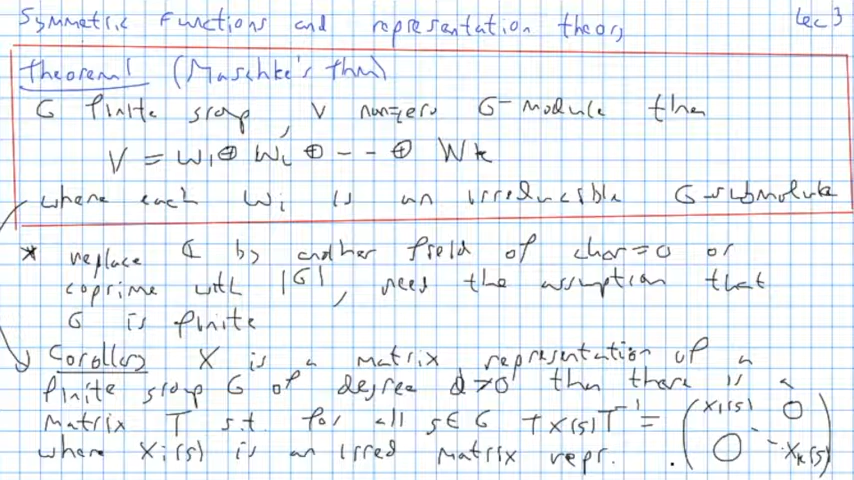 Symmetric Functions and representation theory Lec 3
Theorem 1 (Maschke's thm)
G finite group, V non-zero G-module then
V = W₁ ⊕ W₂ ⊕ -- ⊕ Wk
where each Wi is an irreducible G-submodule
* replace ℂ by another field of char=0 or
coprime with |G|, need the assumption that
G is finite
Corollary X is a matrix representation of a
finite group G of degree d>0 then there is a
matrix T s.t for all g∈G TX(g)T⁻¹ = (X₁(g) 0 0 Xk(g))
where Xi(g) is an irred matrix repr.